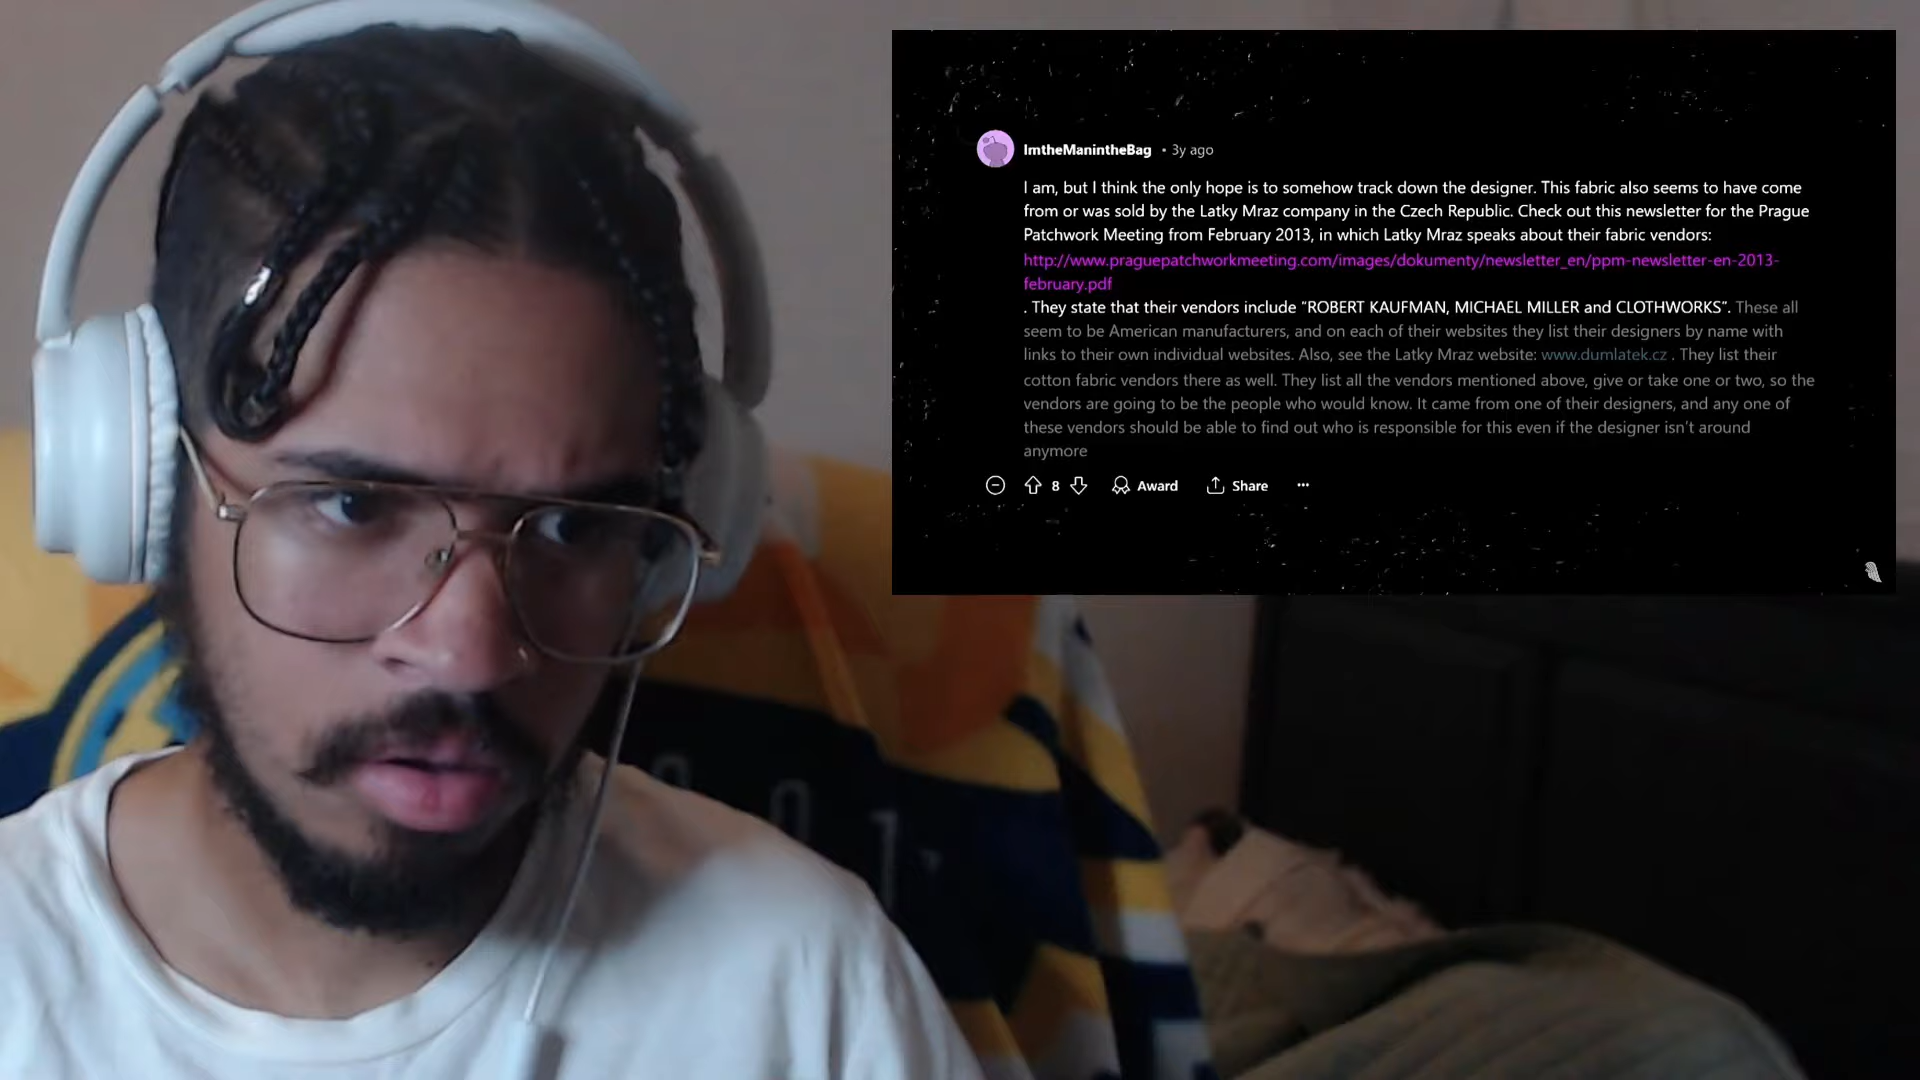 ImtheManintheBag • 3y ago
I am, but I think the only hope is to somehow track down the designer. This fabric also seems to have come
from or was sold by the Latky Mraz company in the Czech Republic. Check out this newsletter for the Prague
Patchwork Meeting from February 2013, in which Latky Mraz speaks about their fabric vendors:
http://www.praguepatchworkmeeting.com/images/dokumenty/newsletter_en/ppm-newsletter-en-2013-
february.pdf
. They state that their vendors include “ROBERT KAUFMAN, MICHAEL MILLER and CLOTHWORKS”. These all
seem to be American manufacturers, and on each of their websites they list their designers by name with
links to their own individual websites. Also, see the Latky Mraz website: www.dumlatek.cz . They list their
cotton fabric vendors there as well. They list all the vendors mentioned above, give or take one or two, so the
vendors are going to be the people who would know. It came from one of their designers, and any one of
these vendors should be able to find out who is responsible for this even if the designer isn't around
anymore
8 Award Share